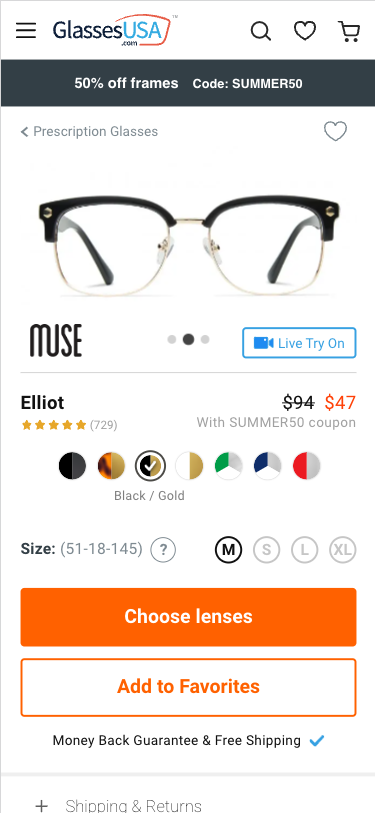 GlassesUSA™
.com
50% off frames Code: SUMMER50
< Prescription Glasses
MUSE
Live Try On
Elliot
$94 $47
(729)
With SUMMER50 coupon
Black / Gold
Size: (51-18-145) ?
M S L XL
Choose lenses
Add to Favorites
Money Back Guarantee & Free Shipping
+ Shipping & Returns